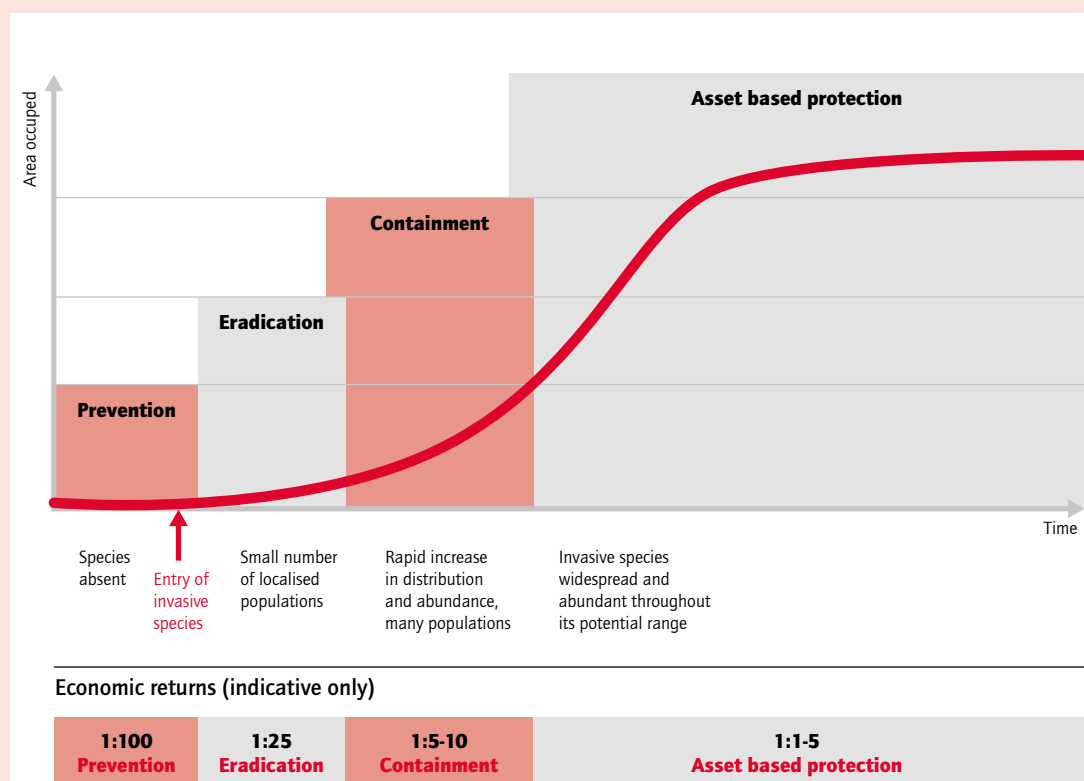 Area occuped
Asset based protection
Containment
Eradication
Prevention
Time
Species
absent
Entry of
invasive
species
Small number
of localised
populations
Rapid increase
in distribution
and abundance,
many populations
Invasive species
widespread and
abundant throughout
its potential range
Economic returns (indicative only)
1:100
Prevention
1:25
Eradication
1:5-10
Containment
1:1-5
Asset based protection